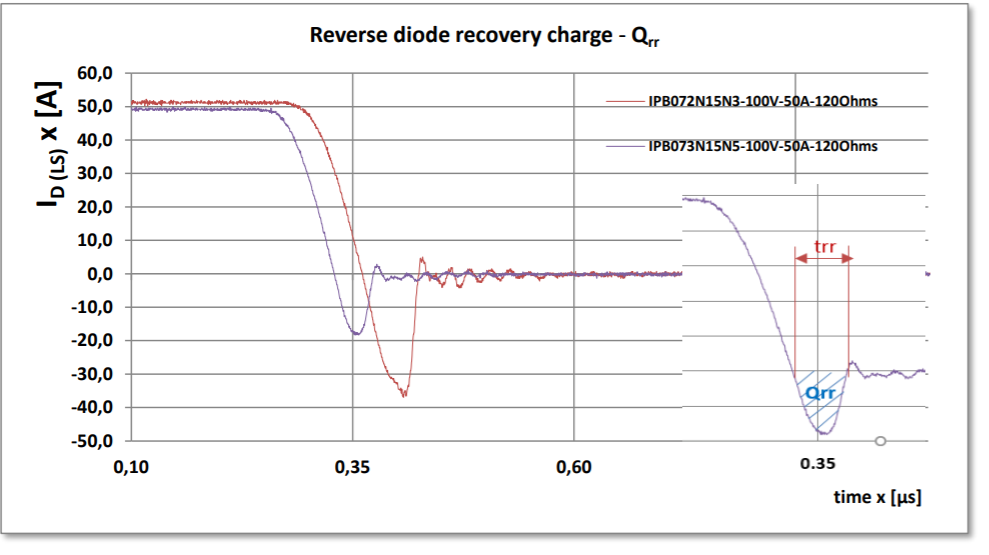 Reverse diode recovery charge - Qrr
60,0
50,0
40,0
30,0
20,0
10,0
0,0
-10,0
-20,0
-30,0
-40,0
-50,0
ID (LS) x [A]
IPB072N15N3-100V-50A-120Ohms
IPB073N15N5-100V-50A-120Ohms
trr
Qrr
0,10
0,35
0,60
0.35
time x [µs]